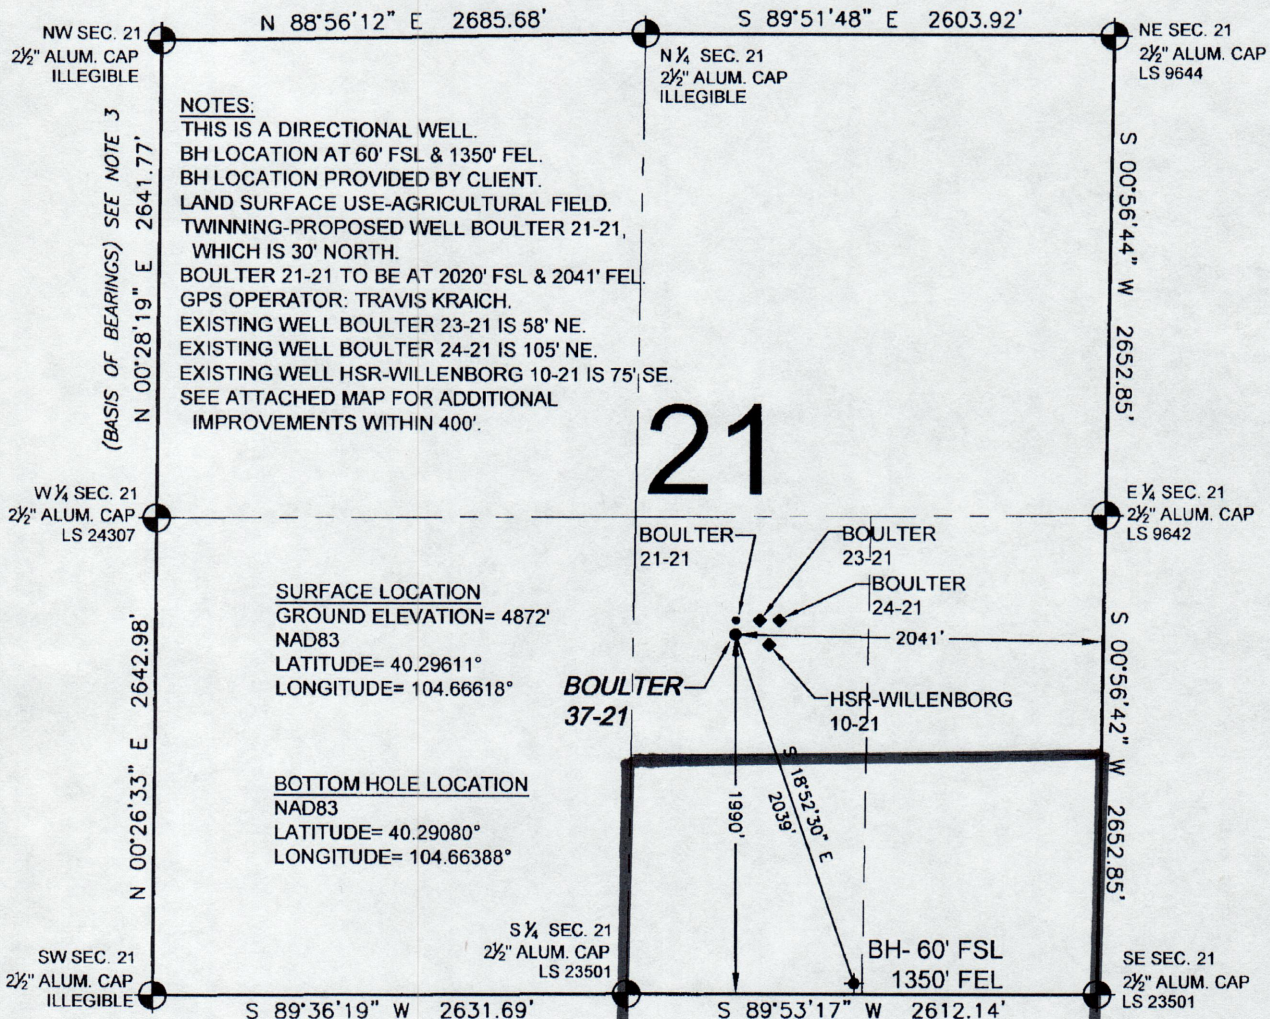 N 88°56'12" E 2685.68'
S 89°51'48" E 2603.92'
NW SEC. 21
2½" ALUM. CAP
ILLEGIBLE
N ¼ SEC. 21
2½" ALUM. CAP
ILLEGIBLE
NE SEC. 21
2½" ALUM. CAP
LS 9644
(BASIS OF BEARINGS) SEE NOTE 3
N 00°28'19" E 2641.77'
NOTES:
THIS IS A DIRECTIONAL WELL.
BH LOCATION AT 60' FSL & 1350' FEL.
BH LOCATION PROVIDED BY CLIENT.
LAND SURFACE USE-AGRICULTURAL FIELD.
TWINNING-PROPOSED WELL BOULTER 21-21,
WHICH IS 30' NORTH.
BOULTER 21-21 TO BE AT 2020' FSL & 2041' FEL.
GPS OPERATOR: TRAVIS KRAICH.
EXISTING WELL BOULTER 23-21 IS 58' NE.
EXISTING WELL BOULTER 24-21 IS 105' NE.
EXISTING WELL HSR-WILLENBORG 10-21 IS 75' SE.
SEE ATTACHED MAP FOR ADDITIONAL
IMPROVEMENTS WITHIN 400'.
S 00°56'44" W 2652.85'
21
W ¼ SEC. 21
2½" ALUM. CAP
LS 24307
E ¼ SEC. 21
2½" ALUM. CAP
LS 9642
BOULTER
21-21
BOULTER
23-21
BOULTER
24-21
2041'
SURFACE LOCATION
GROUND ELEVATION= 4872'
NAD83
LATITUDE= 40.29611°
LONGITUDE= 104.66618°
BOULTER
37-21
HSR-WILLENBORG
10-21
N 00°26'33" E 2642.98'
S 00°56'42" W 2652.85'
BOTTOM HOLE LOCATION
NAD83
LATITUDE= 40.29080°
LONGITUDE= 104.66388°
1990'
S 18°52'30" E
2039'
S ¼ SEC. 21
2½" ALUM. CAP
LS 23501
BH- 60' FSL
1350' FEL
SW SEC. 21
2½" ALUM. CAP
ILLEGIBLE
SE SEC. 21
2½" ALUM. CAP
LS 23501
S 89°36'19" W 2631.69'
S 89°53'17" W 2612.14'